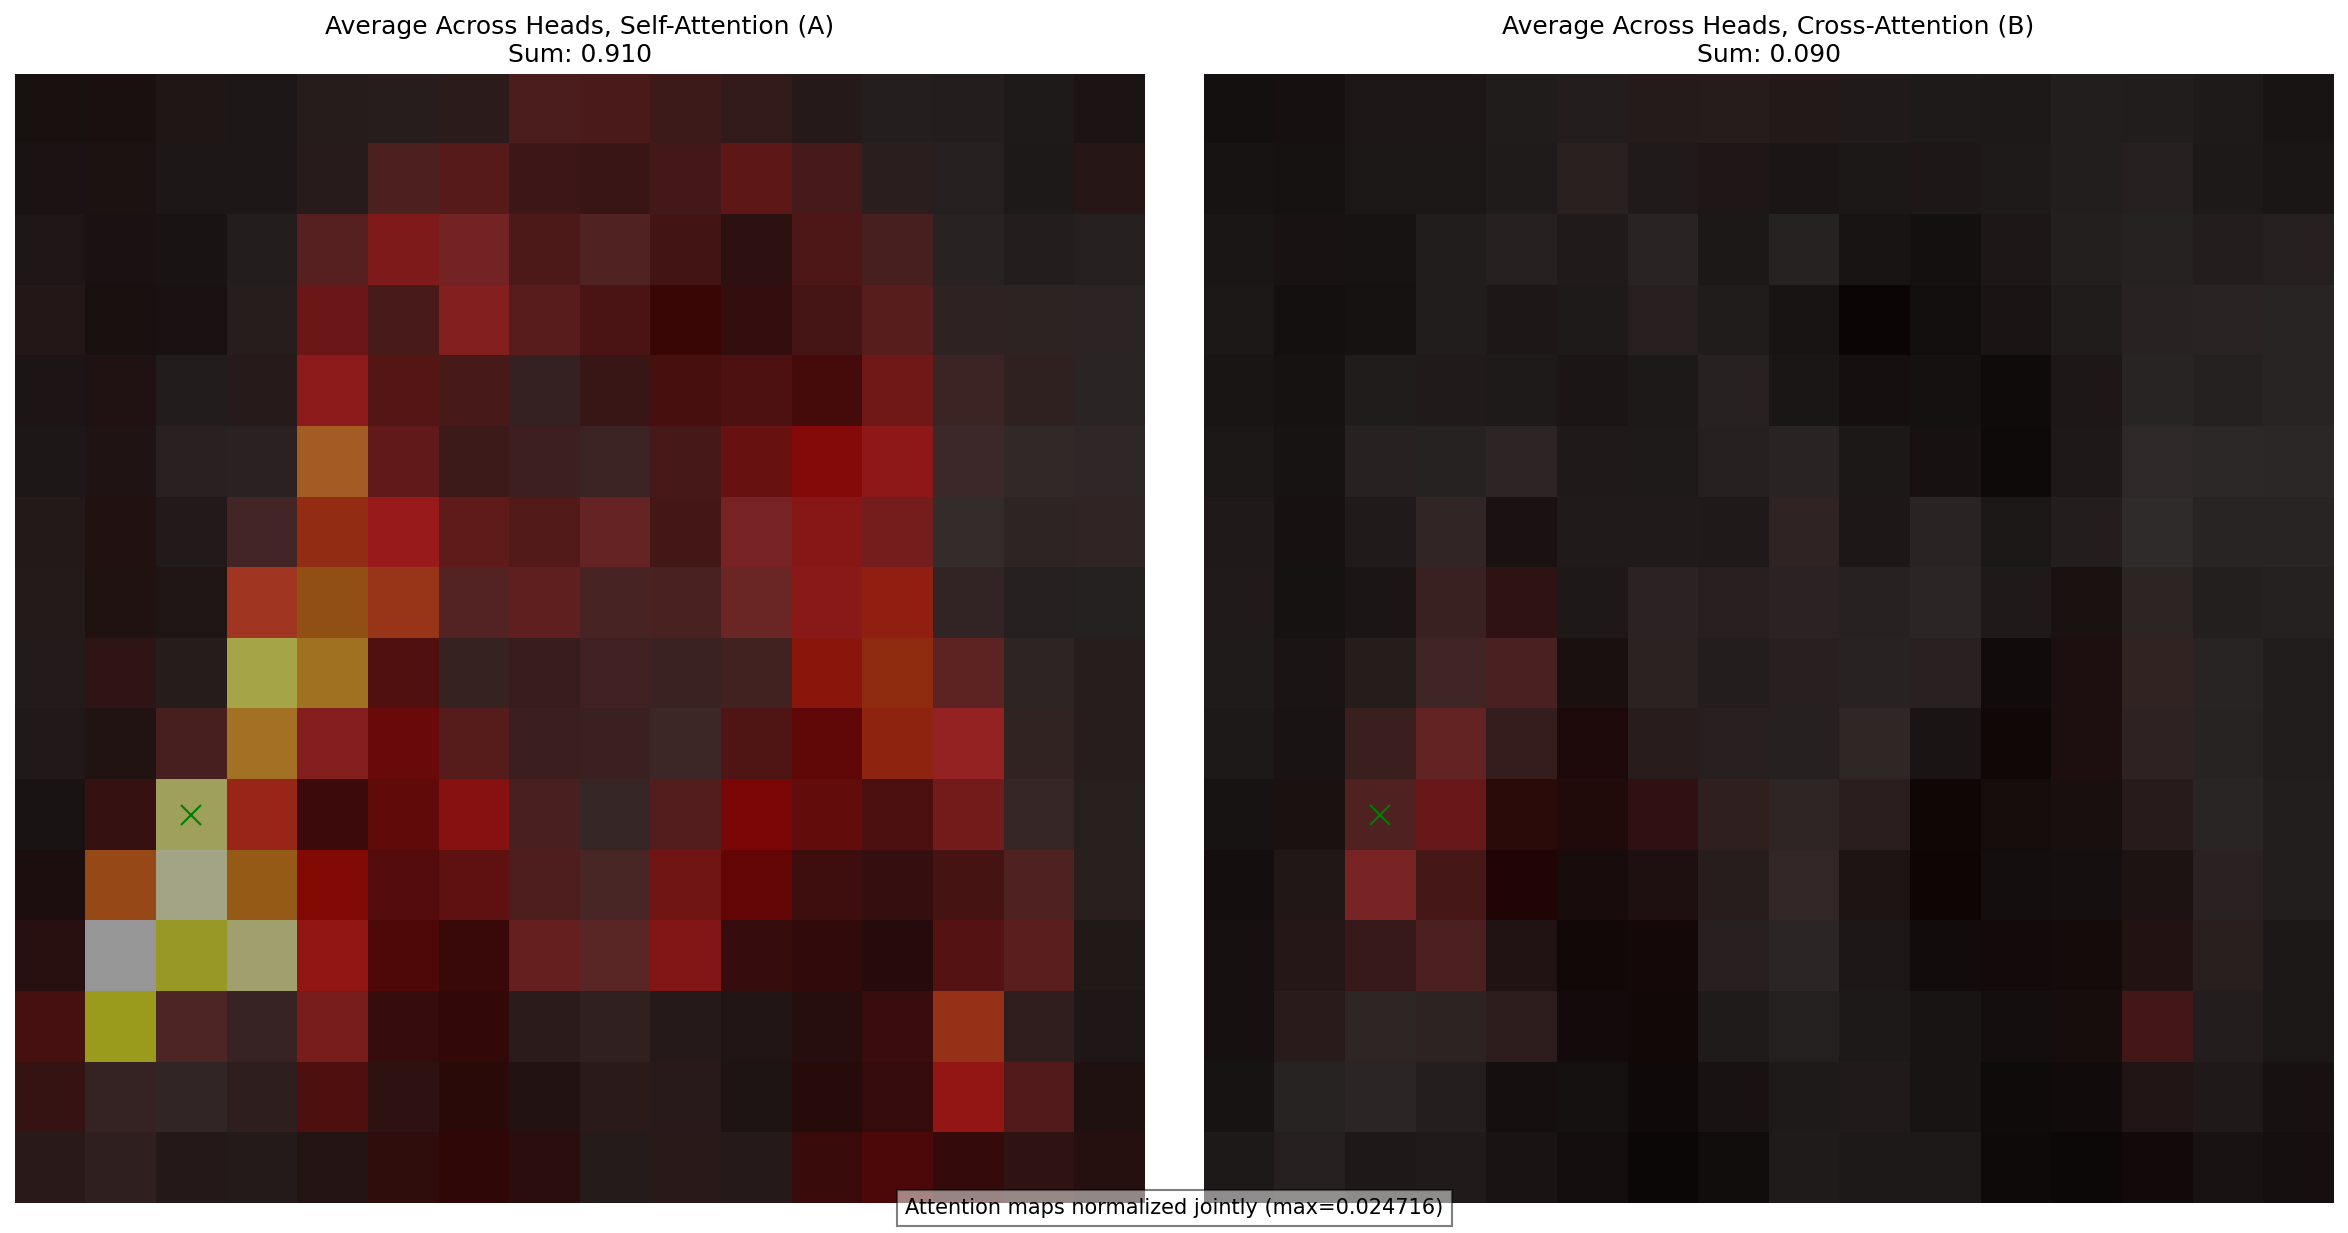 Average Across Heads, Self-Attention (A)
Sum: 0.910
Average Across Heads, Cross-Attention (B)
Sum: 0.090
Attention maps normalized jointly (max=0.024716)